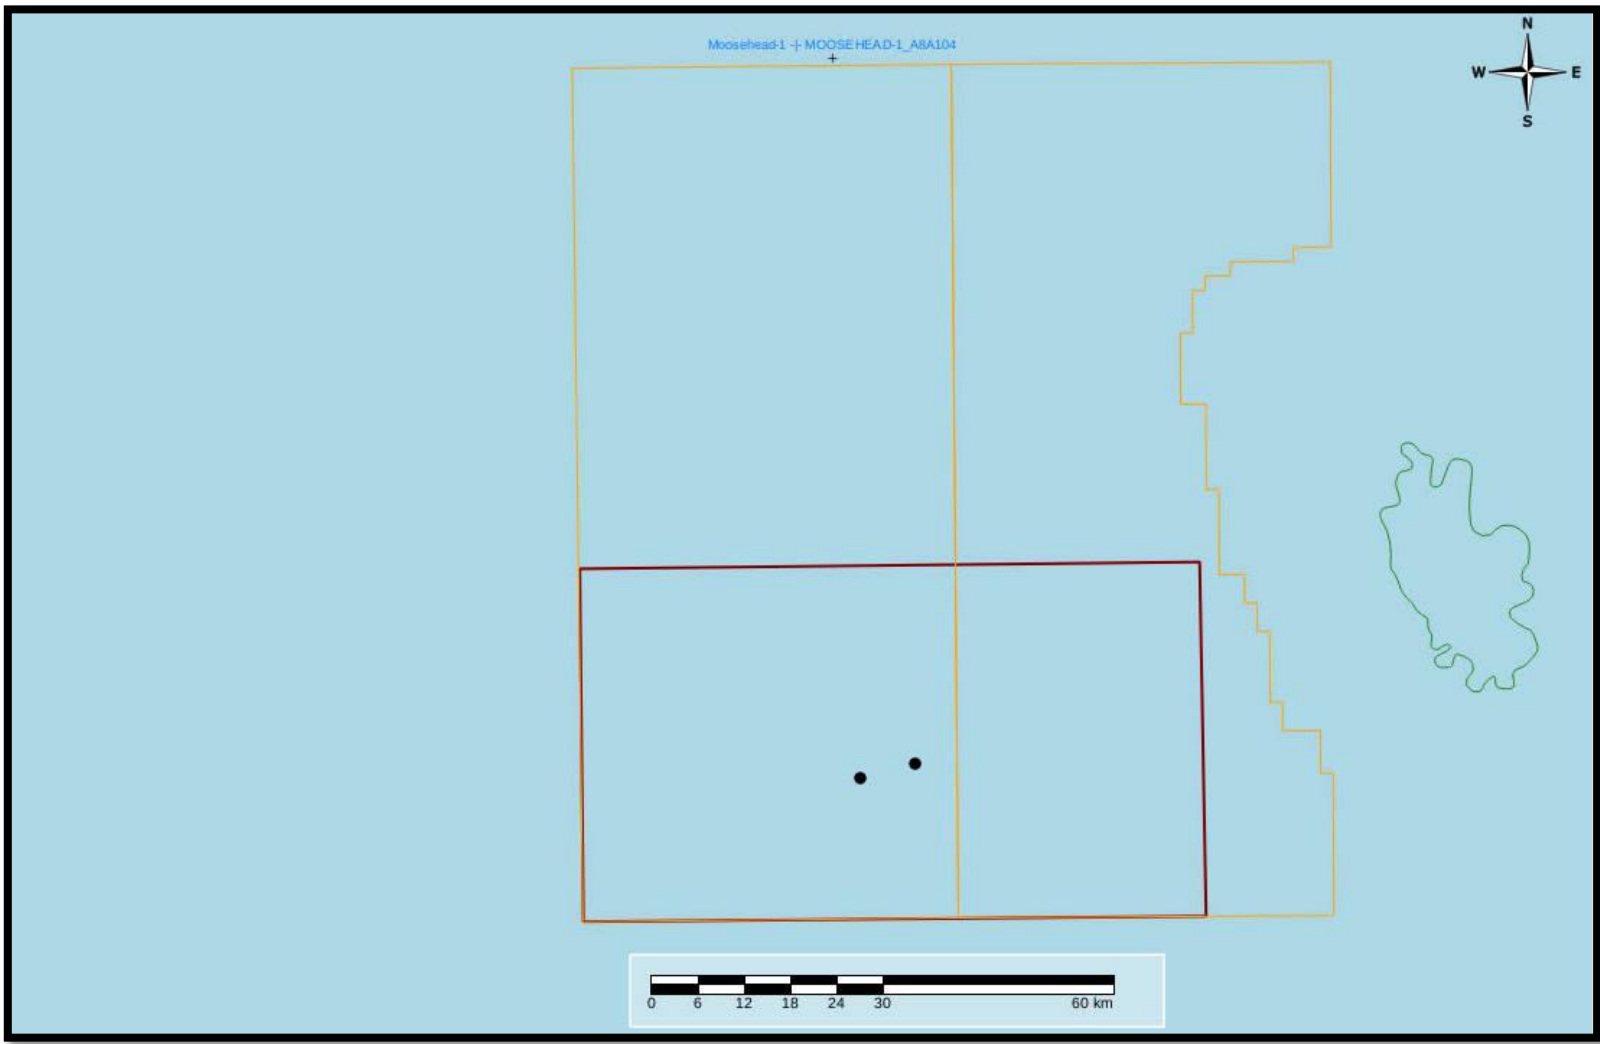 N
Moosehead-1 -|- MOOSEHEAD-1_A8A104
W E
S
0 6 12 18 24 30 60 km